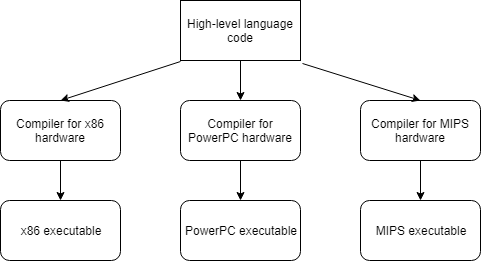 High-level language
code
Compiler for x86
hardware
Compiler for
PowerPC hardware
Compiler for MIPS
hardware
x86 executable
PowerPC executable
MIPS executable